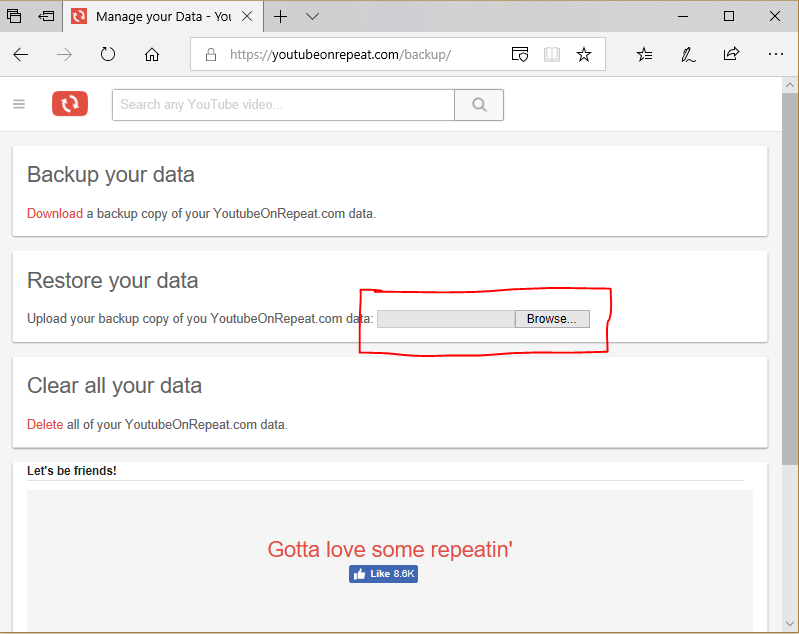 Manage your Data - You
https://youtubeonrepeat.com/backup/
Search any YouTube video...
Backup your data
Download a backup copy of your YoutubeOnRepeat.com data.
Restore your data
Upload your backup copy of you YoutubeOnRepeat.com data:
Browse...
Clear all your data
Delete all of your YoutubeOnRepeat.com data.
Let's be friends!
Gotta love some repeatin'
Like 8.6K